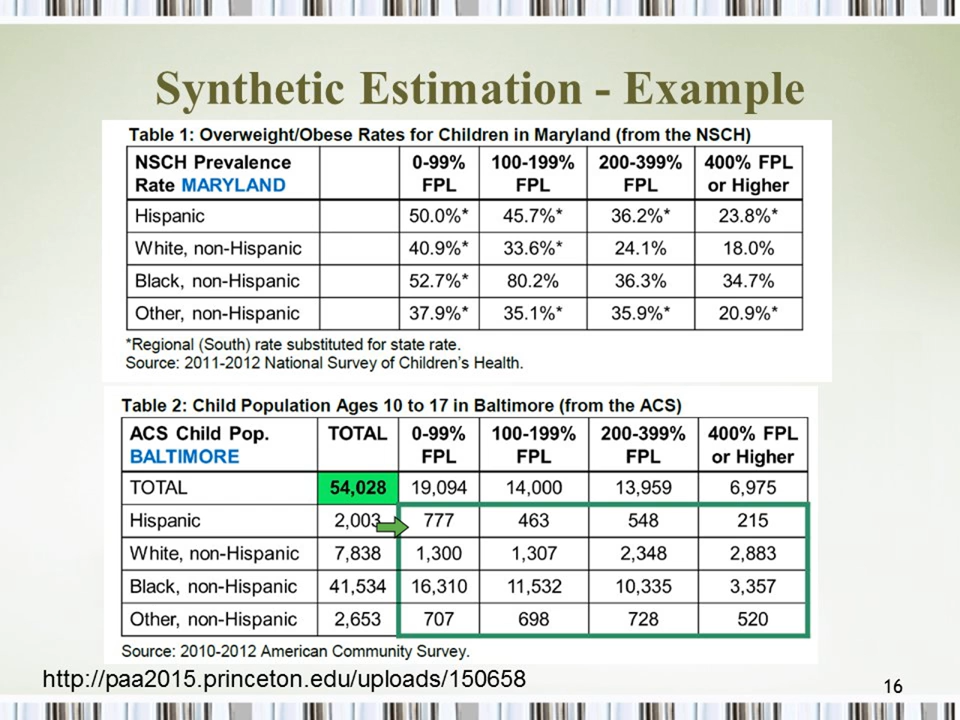 Synthetic Estimation - Example
Table 1: Overweight/Obese Rates for Children in Maryland (from the NSCH)
NSCH Prevalence Rate MARYLAND 0-99% FPL 100-199% FPL 200-399% FPL 400% FPL or Higher
Hispanic 50.0%* 45.7%* 36.2%* 23.8%*
White, non-Hispanic 40.9%* 33.6%* 24.1% 18.0%
Black, non-Hispanic 52.7%* 80.2% 36.3% 34.7%
Other, non-Hispanic 37.9%* 35.1%* 35.9%* 20.9%*
*Regional (South) rate substituted for state rate.
Source: 2011-2012 National Survey of Children's Health.
Table 2: Child Population Ages 10 to 17 in Baltimore (from the ACS)
ACS Child Pop. BALTIMORE TOTAL 0-99% FPL 100-199% FPL 200-399% FPL 400% FPL or Higher
TOTAL 54,028 19,094 14,000 13,959 6,975
Hispanic 2,003 777 463 548 215
White, non-Hispanic 7,838 1,300 1,307 2,348 2,883
Black, non-Hispanic 41,534 16,310 11,532 10,335 3,357
Other, non-Hispanic 2,653 707 698 728 520
Source: 2010-2012 American Community Survey.
http://paa2015.princeton.edu/uploads/150658
16